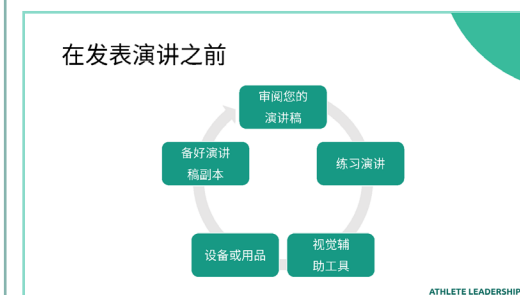 在发表演讲之前
审阅您的
演讲稿
练习演讲
视觉辅
助工具
设备或用品
备好演讲
稿副本
ATHLETE LEADERSHIP